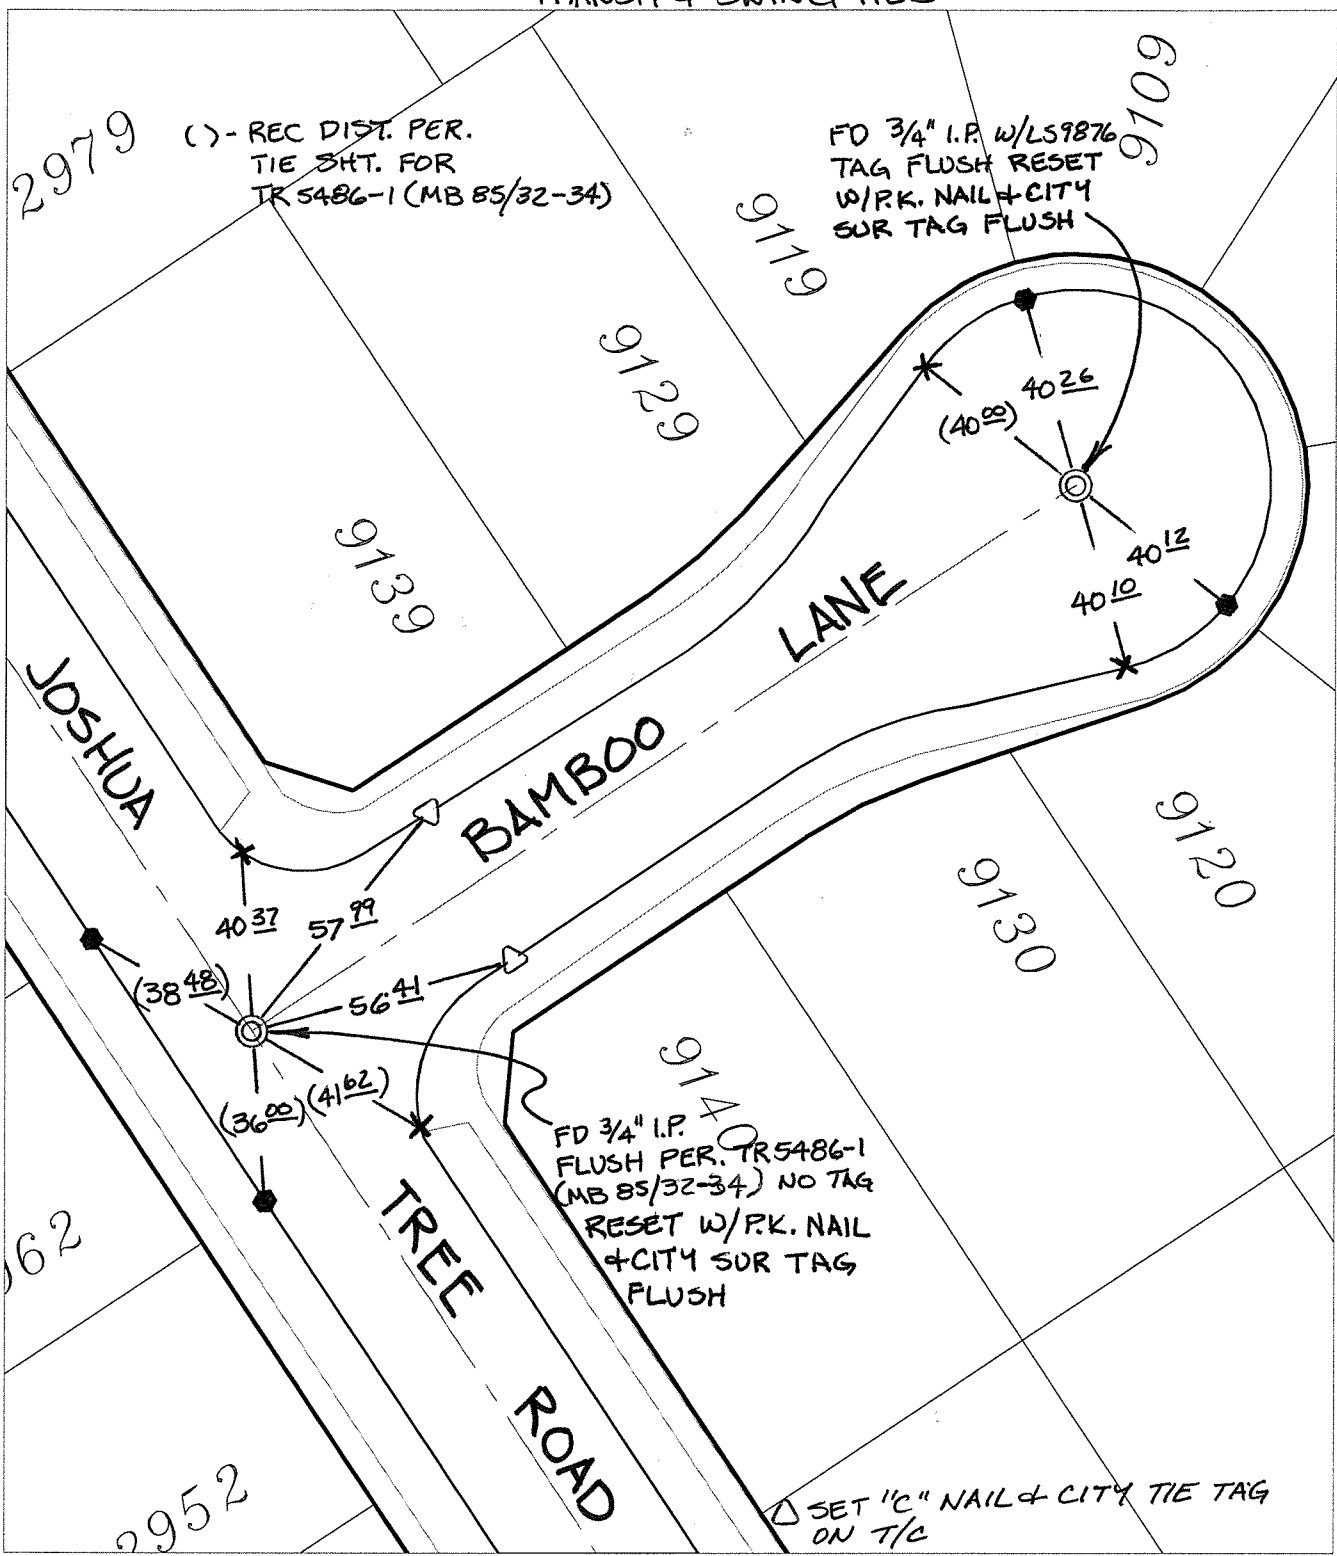 TRANSIT & SWING TIES
2979
( )- REC DIST. PER.
TIE SHT. FOR
TR 5486-1 (MB 85/32-34)
FD 3/4" I.P. W/LS9876
TAG FLUSH RESET
W/P.K. NAIL & CITY
SUR TAG FLUSH
9109
9119
9129
9139
40 26
(40 00)
40 12
40 10
LANE
BAMBOO
JOSHUA
40 37
57 99
(38 48)
56 41
(36 00)
(41 62)
9120
9130
9140
FD 3/4" I.P.
FLUSH PER. TR5486-1
(MB 85/32-34) NO TAG
RESET W/P.K. NAIL
& CITY SUR TAG
FLUSH
TREE
ROAD
62
2952
△ SET "C" NAIL & CITY TIE TAG
ON T/C